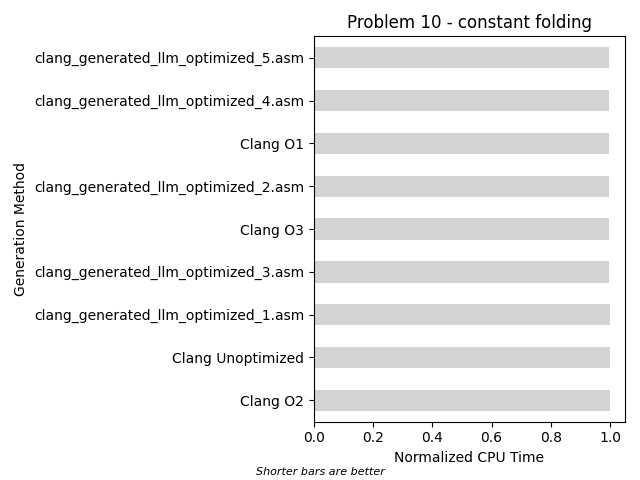 Problem 10 - constant folding
clang_generated_llm_optimized_5.asm
clang_generated_llm_optimized_4.asm
Clang O1
clang_generated_llm_optimized_2.asm
Clang O3
clang_generated_llm_optimized_3.asm
clang_generated_llm_optimized_1.asm
Clang Unoptimized
Clang O2
Generation Method
0.0 0.2 0.4 0.6 0.8 1.0
Normalized CPU Time
Shorter bars are better